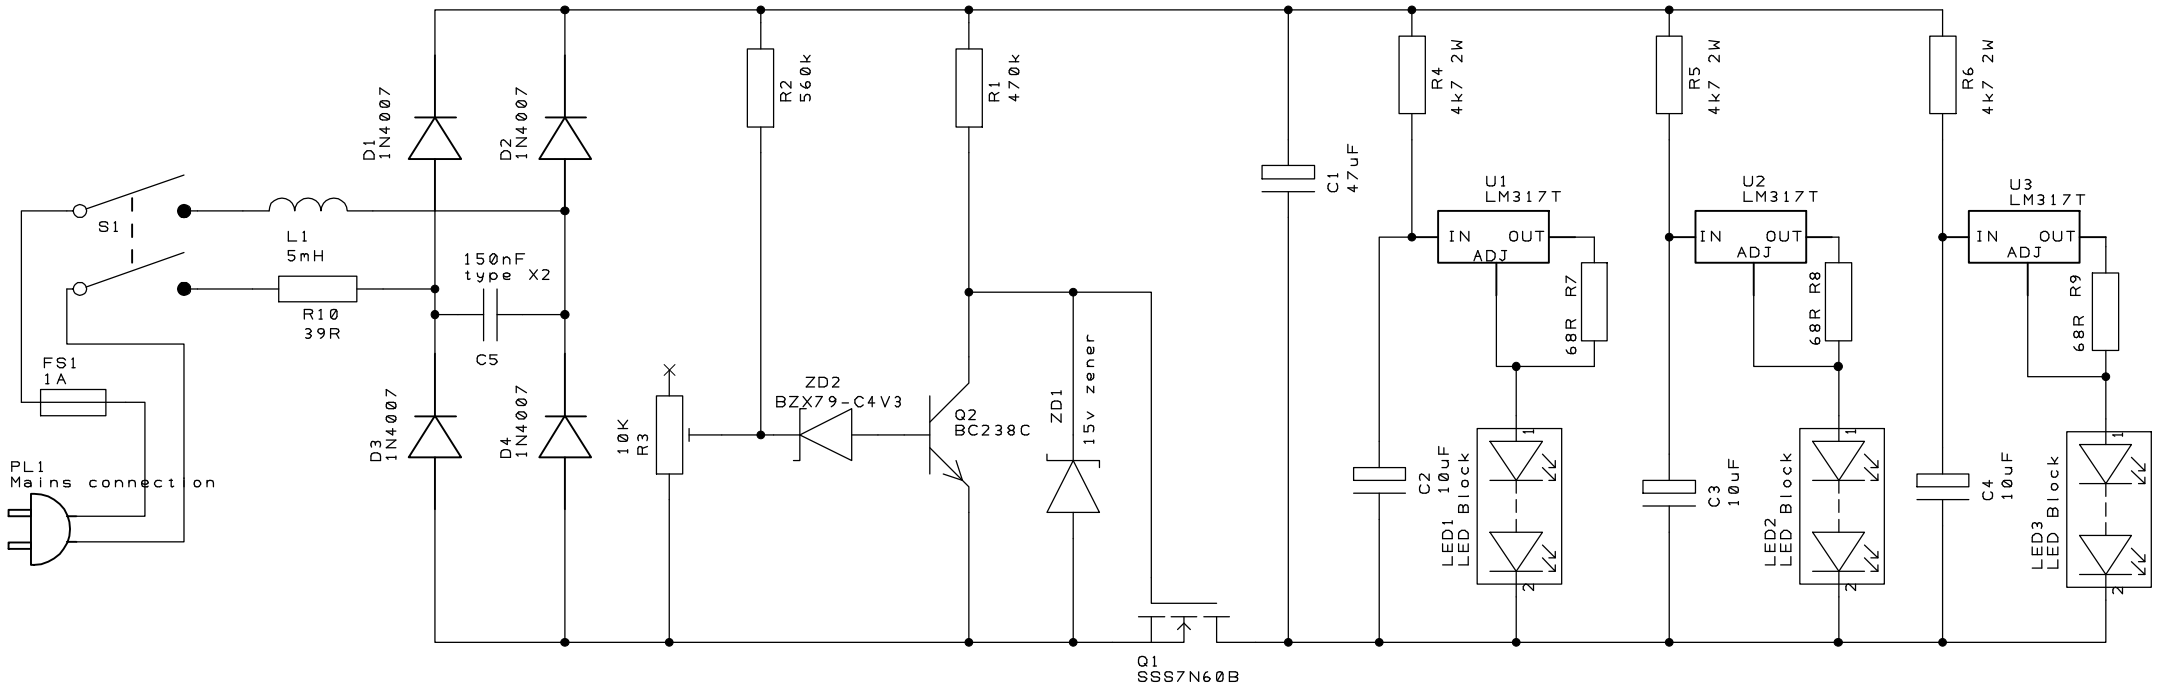 D1
1N4007
D2
1N4007
R2
560k
R1
470k
C1
47uF
R4
4k7 2W
R5
4k7 2W
R6
4k7 2W
S1
L1
5mH
R10
39R
150nF
type X2
C5
U1
LM317T
IN OUT
ADJ
R7
68R
U2
LM317T
IN OUT
ADJ
R8
68R
U3
LM317T
IN OUT
ADJ
R9
68R
FS1
1A
PL1
Mains connection
D3
1N4007
D4
1N4007
10K
R3
ZD2
BZX79-C4V3
Q2
BC238C
ZD1
15v zener
Q1
SSS7N60B
C2
10uF
LED1
LED Block
1
2
C3
10uF
LED2
LED Block
1
2
C4
10uF
LED3
LED Block
1
2